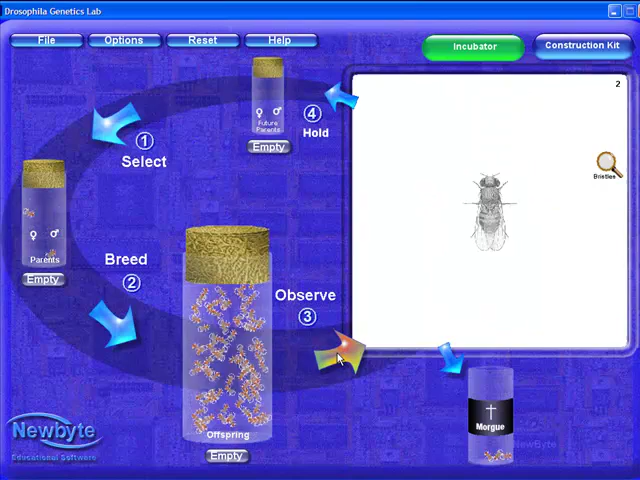 Drosophila Genetics Lab
File
Options
Reset
Help
Incubator
Construction Kit
2
① Select
④ Hold
♀ ♂
Future
Parents
Empty
Bristles
♀ ♂
Parents
Empty
Breed
②
Observe
③
Offspring
Empty
Morgue
NewByte
Newbyte
Educational Software